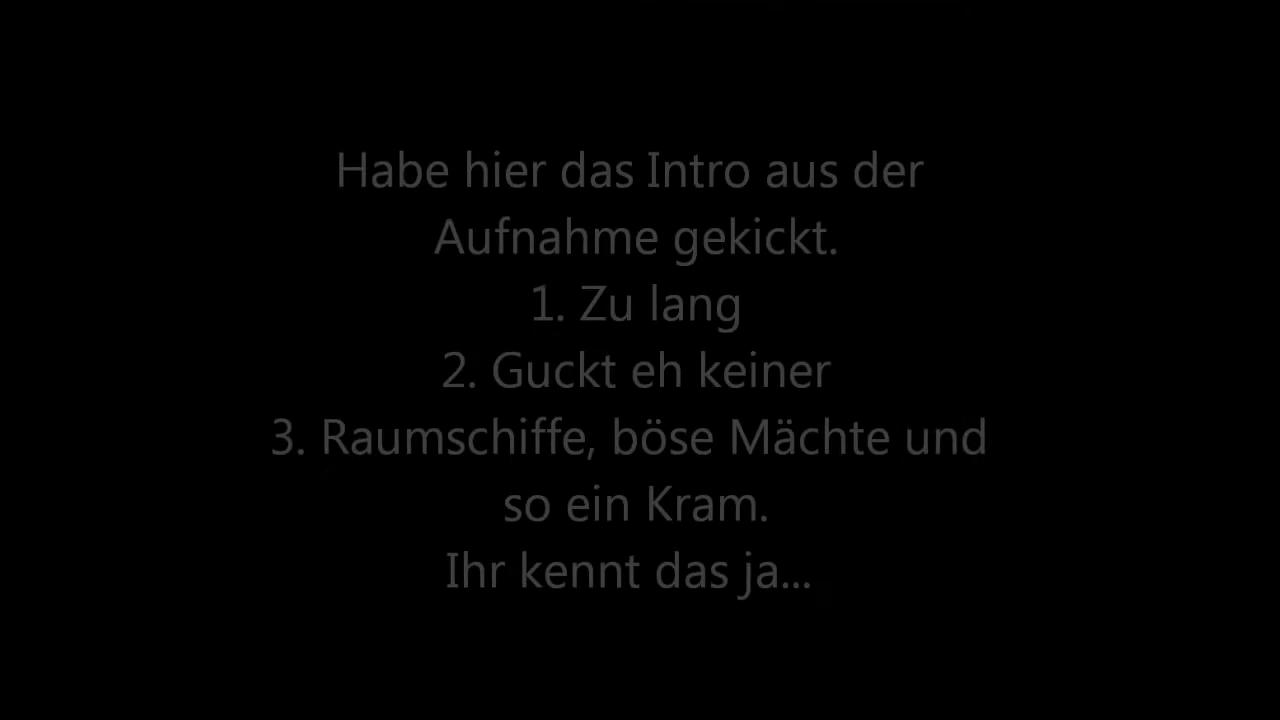 Habe hier das Intro aus der
Aufnahme gekickt.
1. Zu lang
2. Guckt eh keiner
3. Raumschiffe, böse Mächte und
so ein Kram.
Ihr kennt das ja...